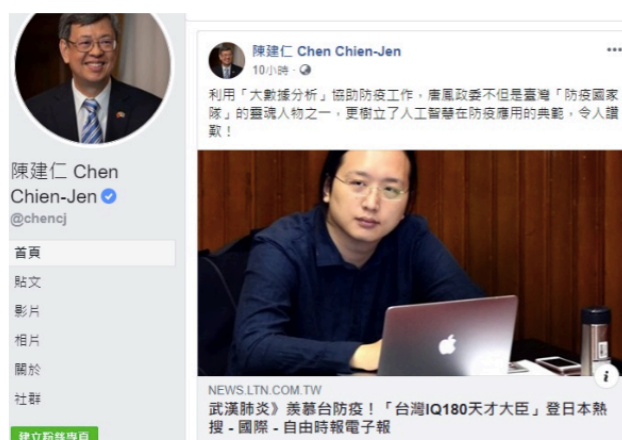 陳建仁 Chen
Chien-Jen
@chencj
首頁
貼文
影片
相片
關於
社群
建立粉絲專頁
陳建仁 Chen Chien-Jen
10小時 ·
利用「大數據分析」協助防疫工作，唐鳳政委不但是臺灣「防疫國家
隊」的靈魂人物之一，更樹立了人工智慧在防疫應用的典範，令人讚
歎！
NEWS.LTN.COM.TW
武漢肺炎》羨慕台防疫！「台灣IQ180天才大臣」登日本熱
搜 - 國際 - 自由時報電子報